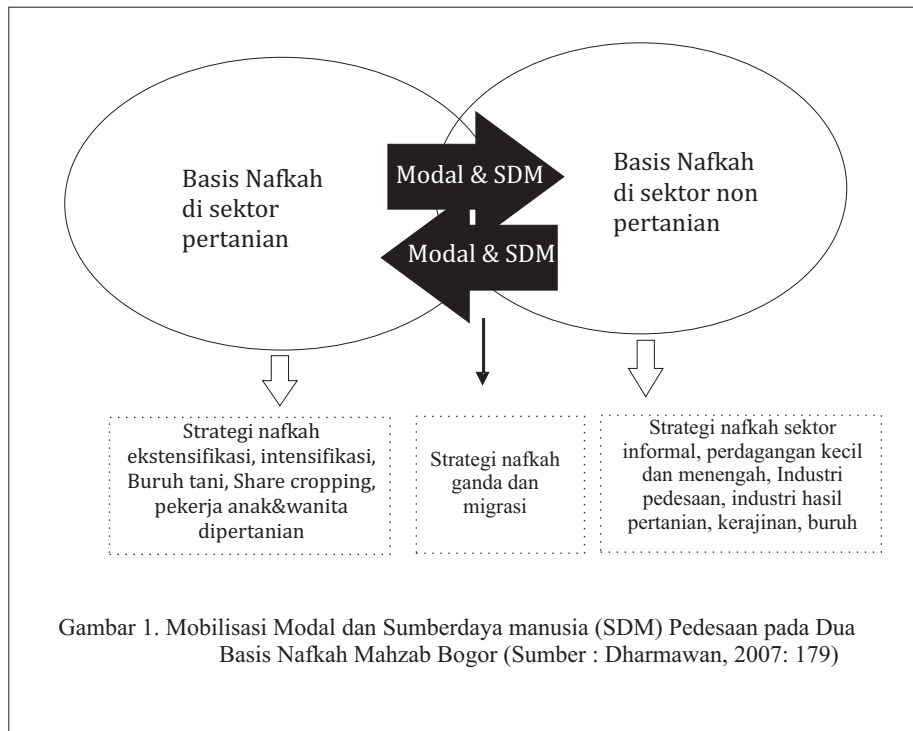 Basis Nafkah
di sektor
pertanian
Modal & SDM
Modal & SDM
Basis Nafkah
di sektor non
pertanian
Strategi nafkah
ekstensifikasi, intensifikasi,
Buruh tani, Share cropping,
pekerja anak&wanita
dipertanian
Strategi nafkah
ganda dan
migrasi
Strategi nafkah sektor
informal, perdagangan kecil
dan menengah, Industri
pedesaan, industri hasil
pertanian, kerajinan, buruh
Gambar 1. Mobilisasi Modal dan Sumberdaya manusia (SDM) Pedesaan pada Dua
Basis Nafkah Mahzab Bogor (Sumber : Dharmawan, 2007: 179)